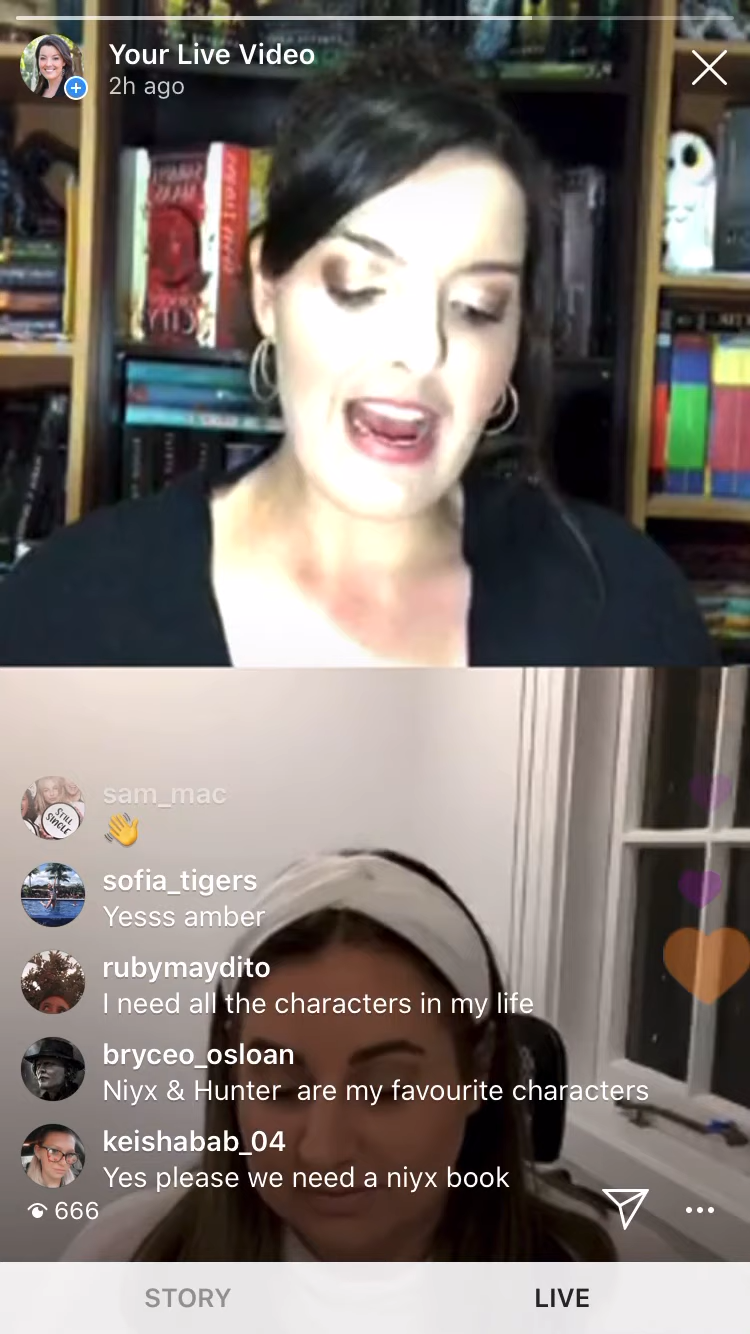 Your Live Video
2h ago
sam_mac
👋
sofia_tigers
Yesss amber
rubymaydito
I need all the characters in my life
bryceo_osloan
Niyx & Hunter are my favourite characters
keishabab_04
Yes please we need a niyx book
666
STORY
LIVE